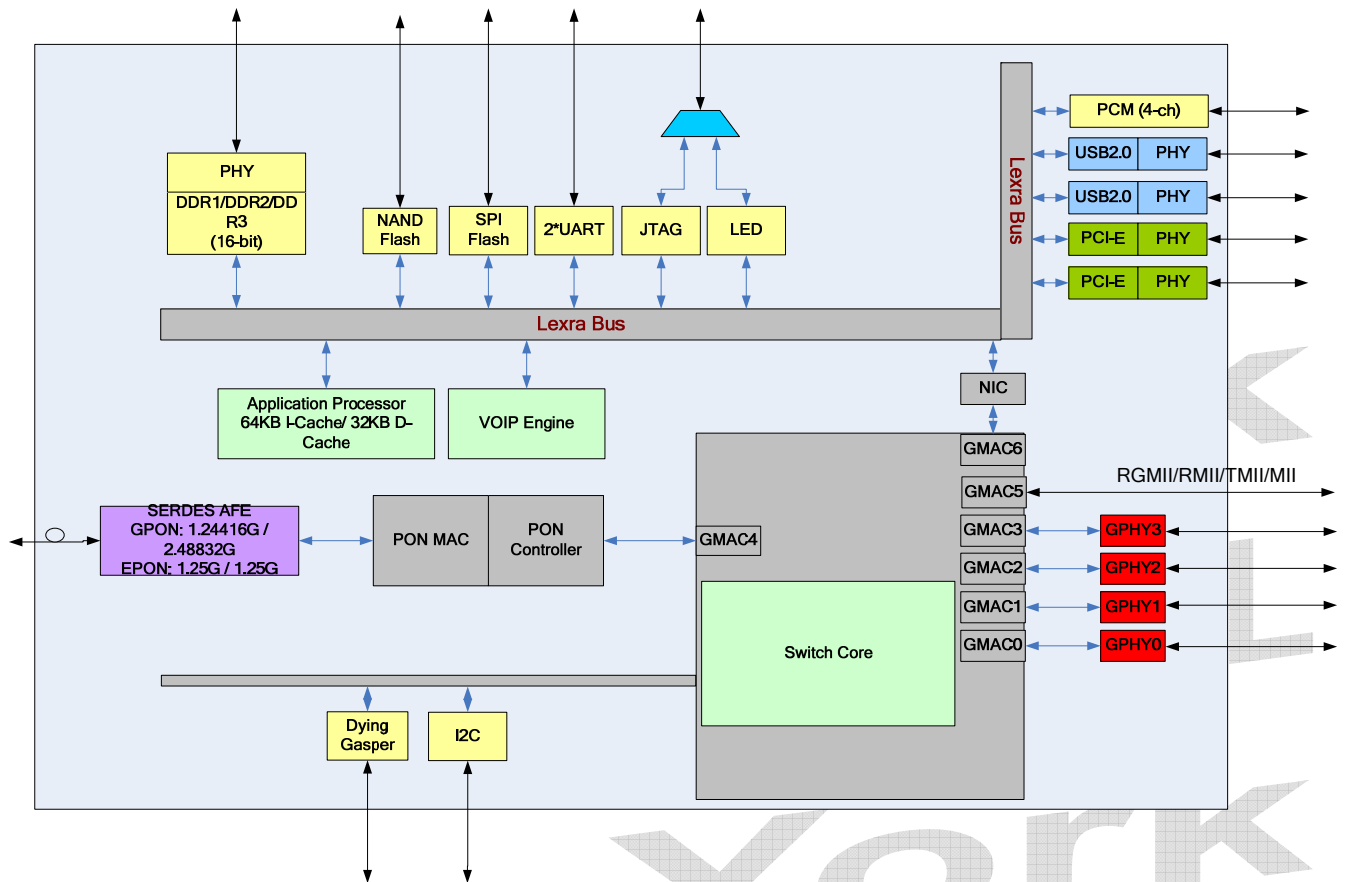 PHY
DDR1/DDR2/DD
R3
(16-bit)
NAND
Flash
SPI
Flash
2*UART
JTAG
LED
Lexra Bus
Lexra Bus
PCM (4-ch)
USB2.0
PHY
USB2.0
PHY
PCI-E
PHY
PCI-E
PHY
Application Processor
64KB I-Cache/ 32KB D-
Cache
VOIP Engine
NIC
GMAC6
GMAC5
RGMII/RMII/TMII/MII
GMAC3
GPHY3
GMAC2
GPHY2
GMAC1
GPHY1
GMAC0
GPHY0
SERDES AFE
GPON: 1.24416G /
2.48832G
EPON: 1.25G / 1.25G
PON MAC
PON
Controller
GMAC4
Switch Core
Dying
Gasper
I2C